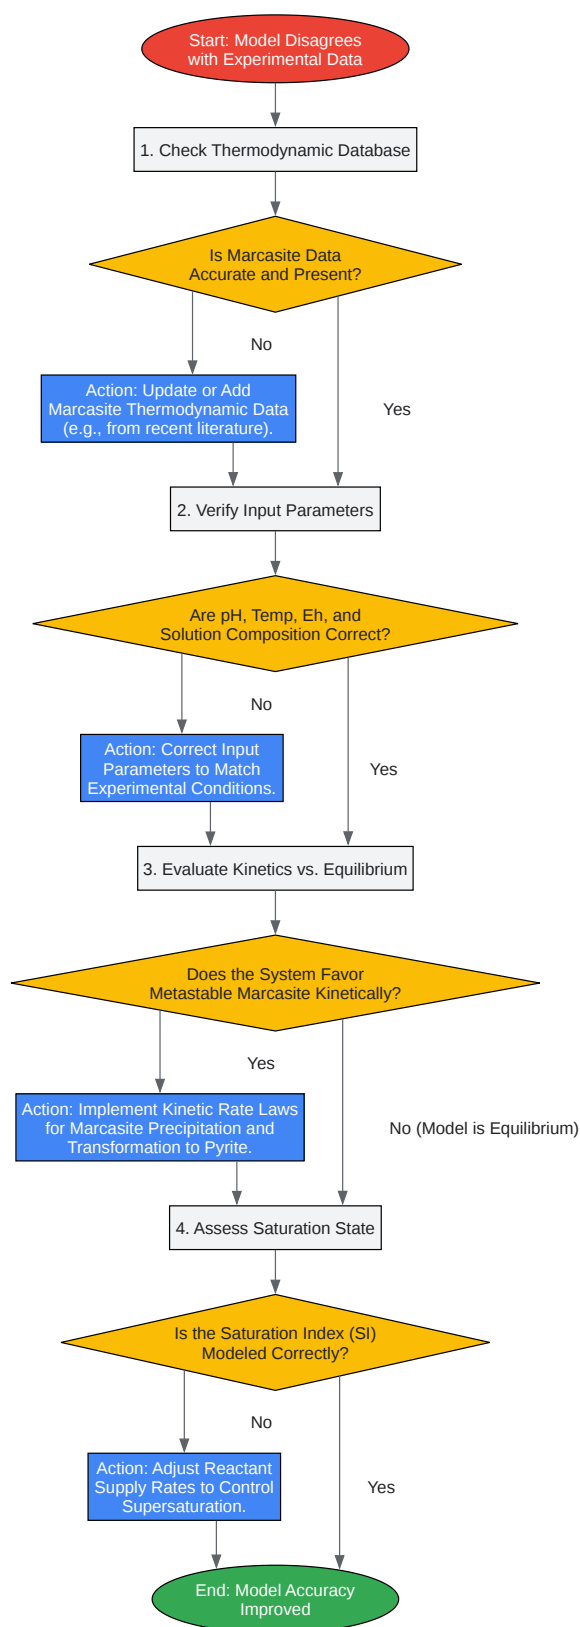 Start: Model Disagrees
with Experimental Data
1. Check Thermodynamic Database
Is Marcasite Data
Accurate and Present?
No
Action: Update or Add
Marcasite Thermodynamic Data
(e.g., from recent literature).
Yes
2. Verify Input Parameters
Are pH, Temp, Eh, and
Solution Composition Correct?
No
Action: Correct Input
Parameters to Match
Experimental Conditions.
Yes
3. Evaluate Kinetics vs. Equilibrium
Does the System Favor
Metastable Marcasite Kinetically?
Yes
Action: Implement Kinetic Rate Laws
for Marcasite Precipitation and
Transformation to Pyrite.
No (Model is Equilibrium)
4. Assess Saturation State
Is the Saturation Index (SI)
Modeled Correctly?
No
Action: Adjust Reactant
Supply Rates to Control
Supersaturation.
Yes
End: Model Accuracy
Improved